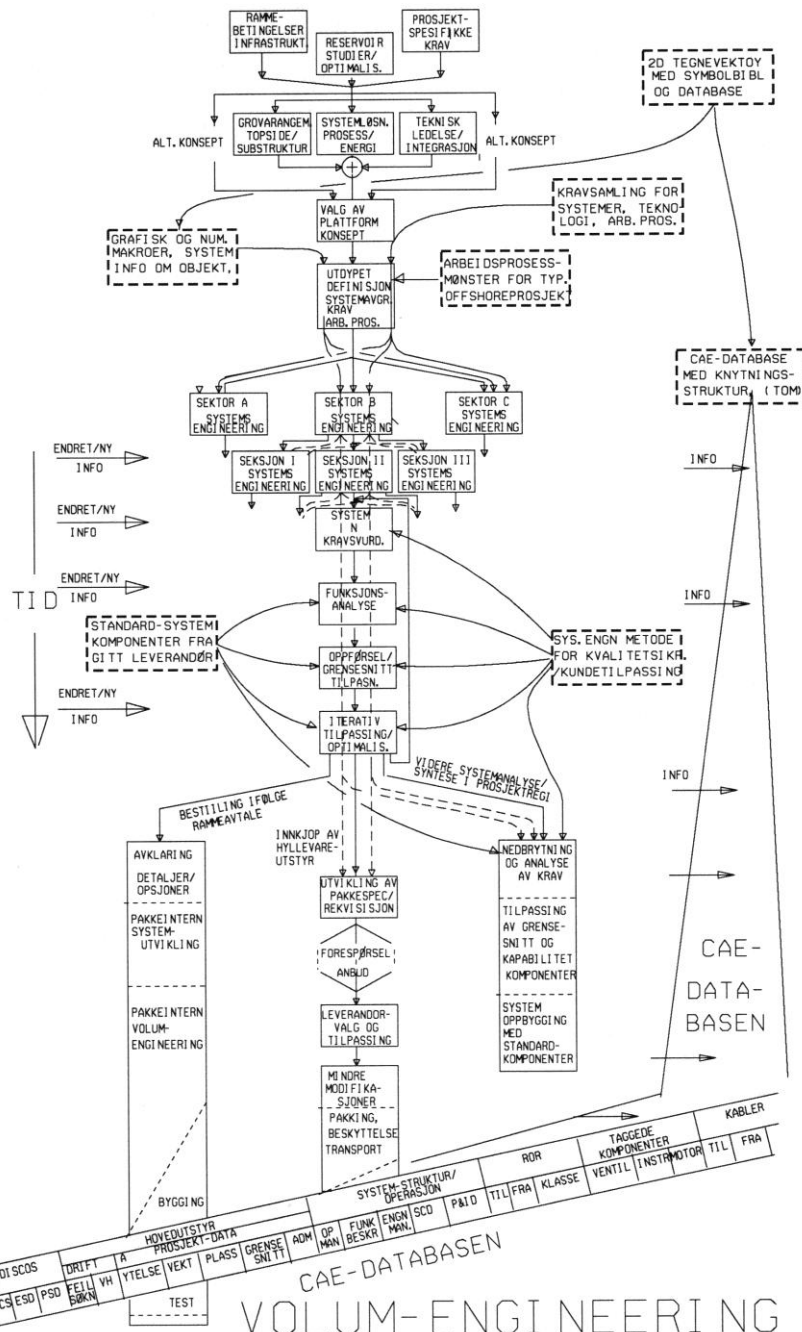 RAMME-
BETINGELSER
INFRASTRUKT.
RESERVOIR
STUDIER/
OPTIMALIS.
PROSJEKT-
SPESIFIKKE
KRAV
2D TEGNEVEKTOY
MED SYMBOLBIBL
OG DATABASE
ALT. KONSEPT
GROVARANGEM.
TOPSIDE/
SUBSTRUKTUR
SYSTEMLØSN.
PROSESS/
ENERGI
TEKNISK
LEDELSE/
INTEGRASJON
ALT. KONSEPT
VALG AV
PLATTFORM
KONSEPT
KRAVSAMLING FOR
SYSTEMER, TEKNO-
LOGI, ARB. PROS.
GRAFISK OG NUM.
MAKROER, SYSTEM
INFO OM OBJEKT.
UTDYPET
DEFINISJON
SYSTEMAVGR.
KRAV
ARB. PROS.
ARBEIDSPROSESS-
MØNSTER FOR TYP.
OFFSHOREPROSJEKT
CAE-DATABASE
MED KNYTNINGS-
STRUKTUR, (TOM)
SEKTOR A
SYSTEMS
ENGINEERING
SEKTOR B
SYSTEMS
ENGINEERING
SEKTOR C
SYSTEMS
ENGINEERING
SEKSJON I
SYSTEMS
ENGINEERING
SEKSJON II
SYSTEMS
ENGINEERING
SEKSJON III
SYSTEMS
ENGINEERING
ENDRET/NY
INFO
INFO
ENDRET/NY
INFO
SYSTEM
N
KRAVSVURD.
ENDRET/NY
INFO
INFO
TID
FUNKSJONS-
ANALYSE
STANDARD-SYSTEM
KOMPONENTER FRA
GITT LEVERANDØR
OPPFØRSEL/
GRENSESNITT
TILPASN.
SYS. ENGN METODE
FOR KVALITETSIKR.
/KUNDETILPASSING
ENDRET/NY
INFO
ITERATIV
TILPASSING/
OPTIMALIS.
INFO
BESTIILING IFØLGE
RAMMEAVTALE
VIDERE SYSTEMANALYSE/
SYNTESE I PROSJEKTREGI
INNKJOP AV
HYLLEVARE-
UTSTYR
AVKLARING
DETALJER/
OPSJONER
PAKKEINTERN
SYSTEM-
UTVIKLING
PAKKEINTERN
VOLUM-
ENGINEERING
BYGGING
TEST
UTVIKLING AV
PAKKESPEC/
REKVISISJON
FORESPØRSEL
ANBUD
LEVERANDOR-
VALG OG
TILPASSING
MINDRE
MODIFIKA-
SJONER
PAKKING,
BESKYTTELSE
TRANSPORT
NEDBRYTNING
OG ANALYSE
AV KRAV
TILPASSING
AV GRENSE-
SNITT OG
KAPABILITET
KOMPONENTER
SYSTEM
OPPBYGGING
MED
STANDARD-
KOMPONENTER
CAE-
DATA-
BASEN
DISCOS
HOVEDUTSTYR
SYSTEM-STRUKTUR/
OPERASJON
ROR
TAGGEDE
KOMPONENTER
KABLER
DRIFT
A
PROSJEKT-DATA
CS
ESD
PSD
FEIL
SØKN
VH
YTELSE
VEKT
PLASS
GRENSE
SNITT
ADM
OP
MAN
FUNK
BESKR
ENGN
MAN.
SCD
P&ID
TIL
FRA
KLASSE
VENTIL
INSTR
MOTOR
TIL
FRA
CAE-DATABASEN
VOLUM-ENGINEERING